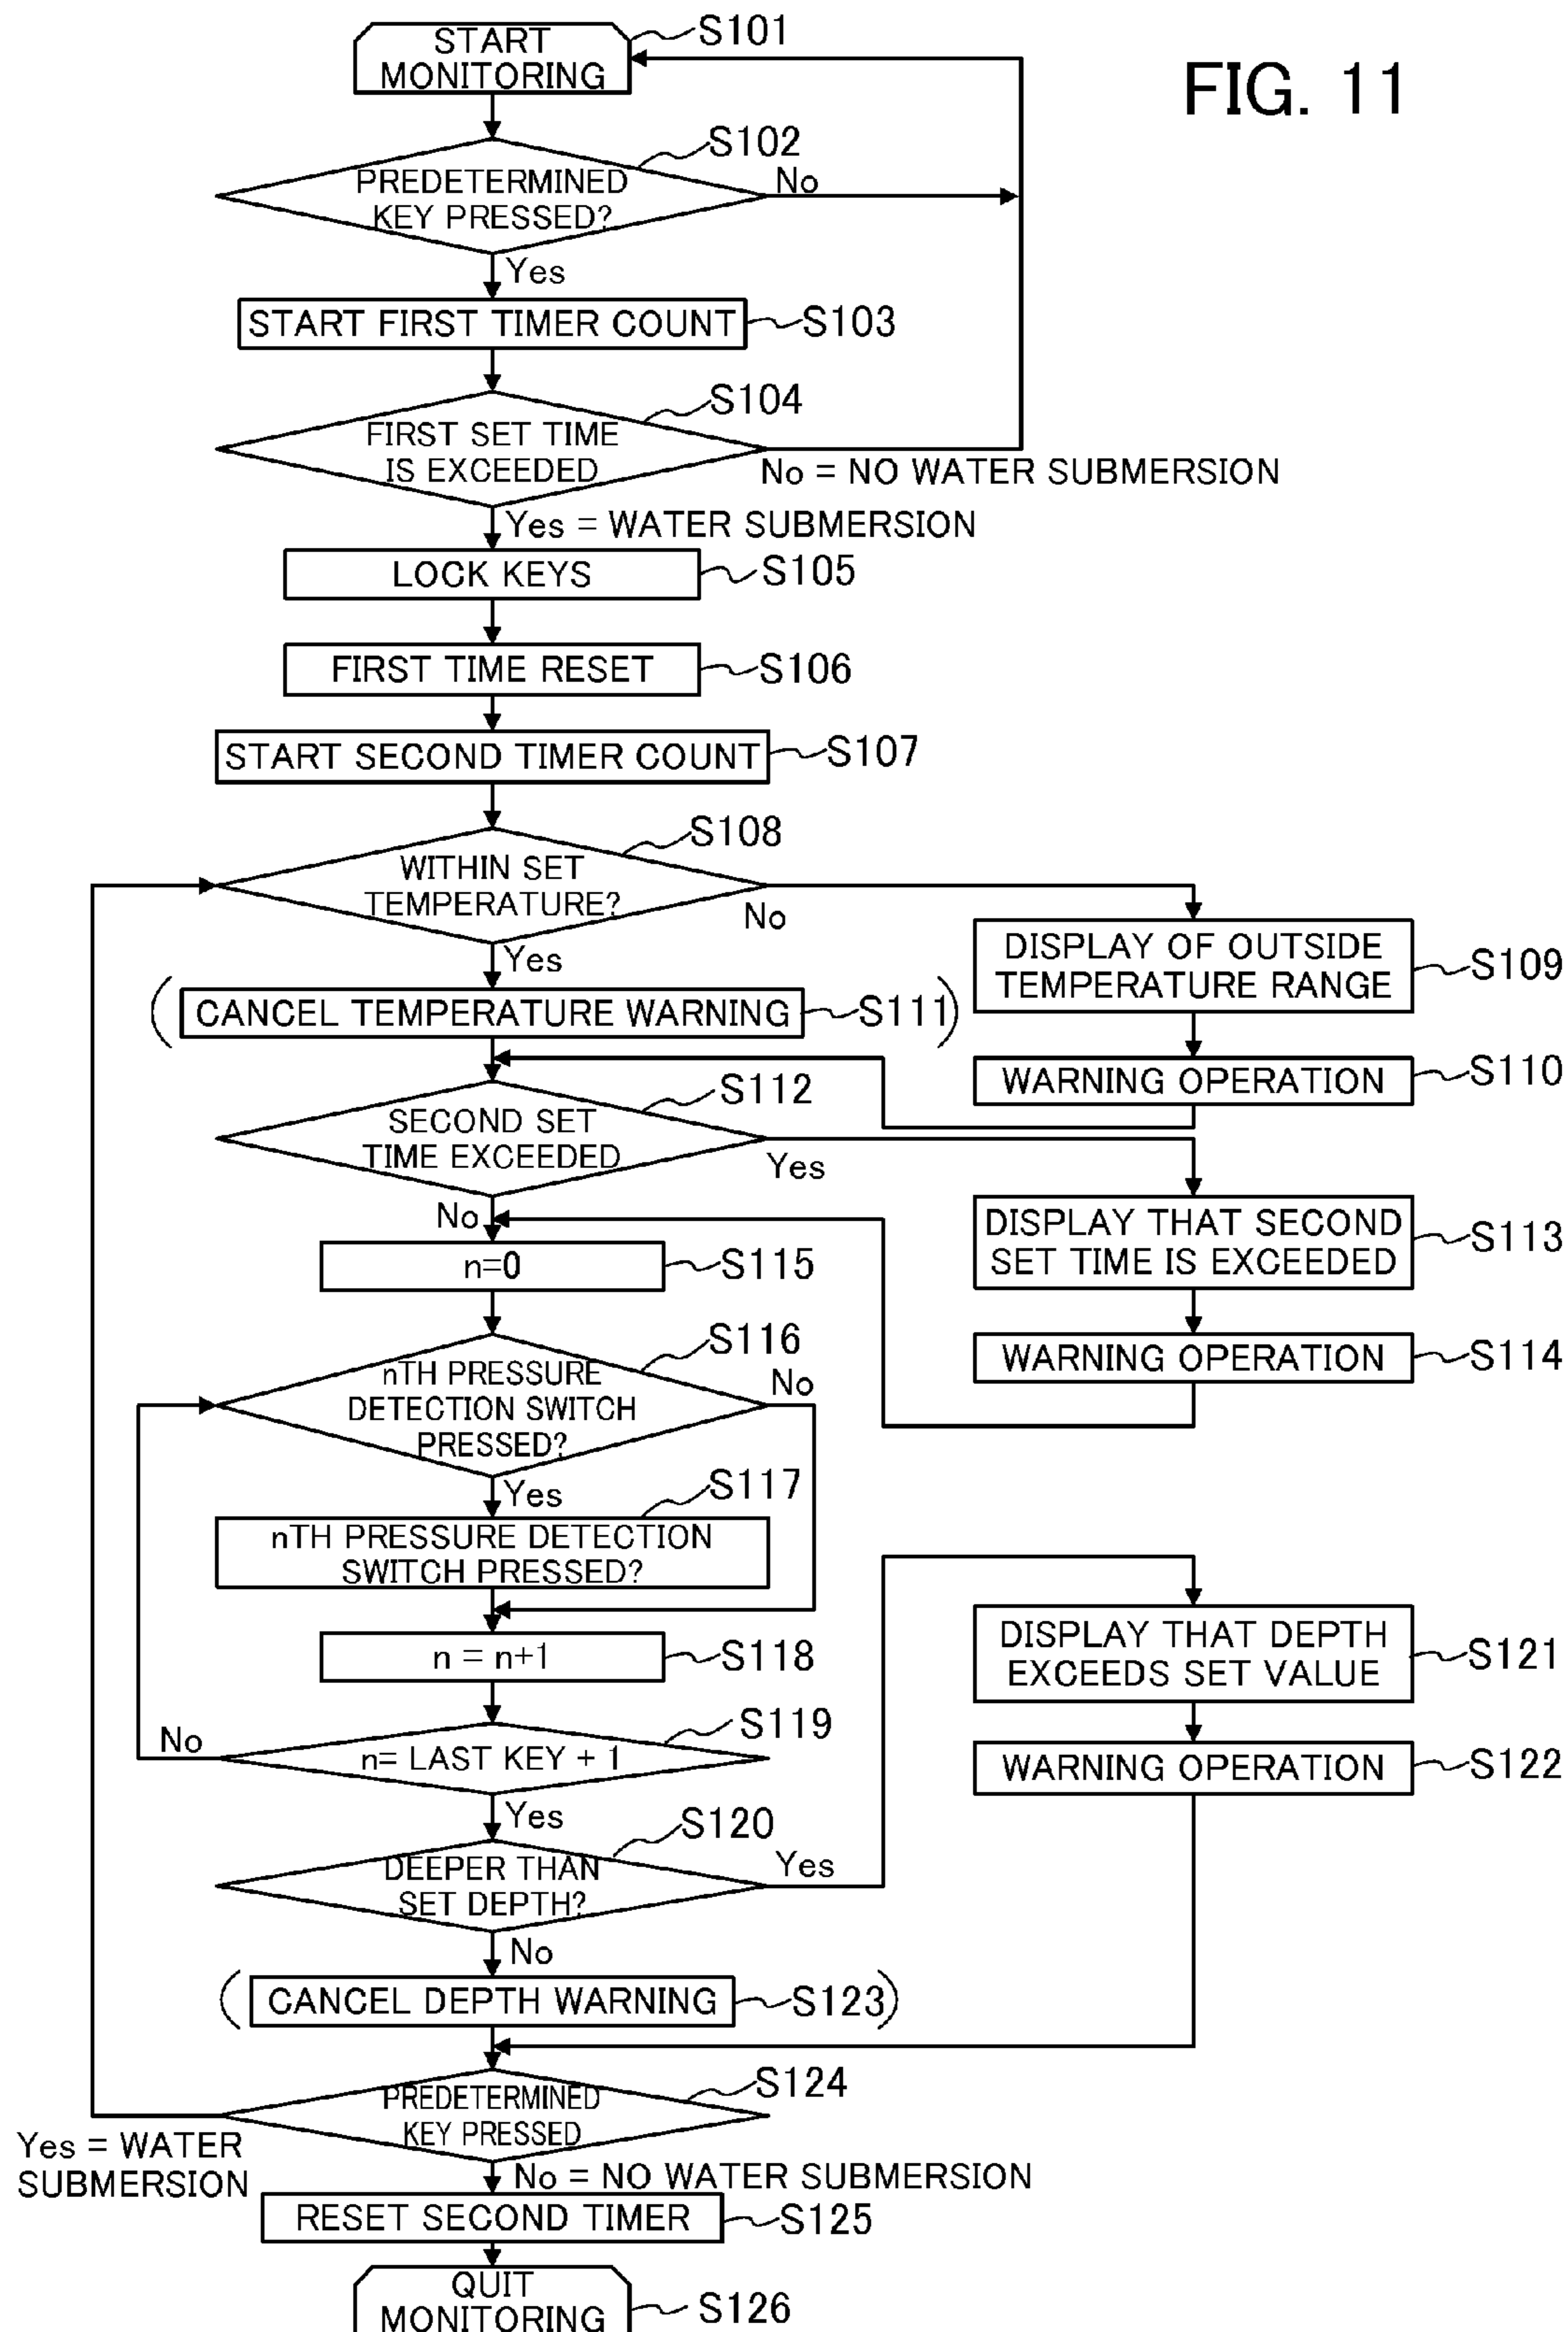 FIG. 11
START
MONITORING
S101
S102
PREDETERMINED
KEY PRESSED?
No
Yes
START FIRST TIMER COUNT
S103
S104
FIRST SET TIME
IS EXCEEDED
No = NO WATER SUBMERSION
Yes = WATER SUBMERSION
LOCK KEYS
S105
FIRST TIME RESET
S106
START SECOND TIMER COUNT
S107
S108
WITHIN SET
TEMPERATURE?
No
Yes
DISPLAY OF OUTSIDE
TEMPERATURE RANGE
S109
(CANCEL TEMPERATURE WARNING S111)
WARNING OPERATION
S110
S112
SECOND SET
TIME EXCEEDED
Yes
No
DISPLAY THAT SECOND
SET TIME IS EXCEEDED
S113
n=0
S115
WARNING OPERATION
S114
S116
nTH PRESSURE
DETECTION SWITCH
PRESSED?
No
Yes
S117
nTH PRESSURE DETECTION
SWITCH PRESSED?
n = n+1
S118
DISPLAY THAT DEPTH
EXCEEDS SET VALUE
S121
S119
n= LAST KEY + 1
No
Yes
WARNING OPERATION
S122
S120
DEEPER THAN
SET DEPTH?
Yes
No
(CANCEL DEPTH WARNING S123)
S124
PREDETERMINED
KEY PRESSED
Yes = WATER
SUBMERSION
No = NO WATER SUBMERSION
RESET SECOND TIMER
S125
QUIT
MONITORING
S126